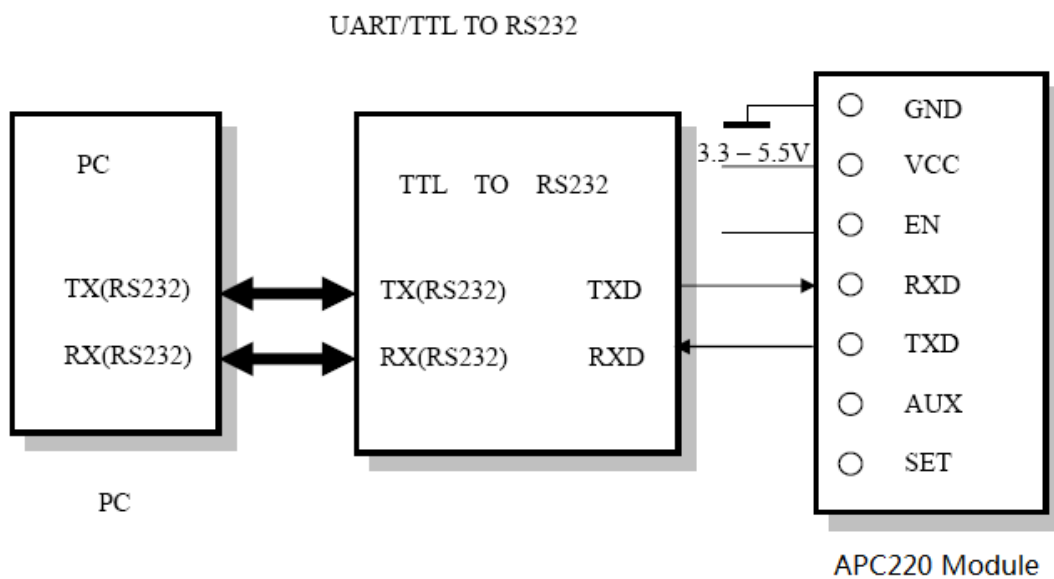 UART/TTL TO RS232
PC
TX(RS232)
RX(RS232)
PC
TTL TO RS232
TX(RS232) TXD
RX(RS232) RXD
3.3 – 5.5V
GND
VCC
EN
RXD
TXD
AUX
SET
APC220 Module